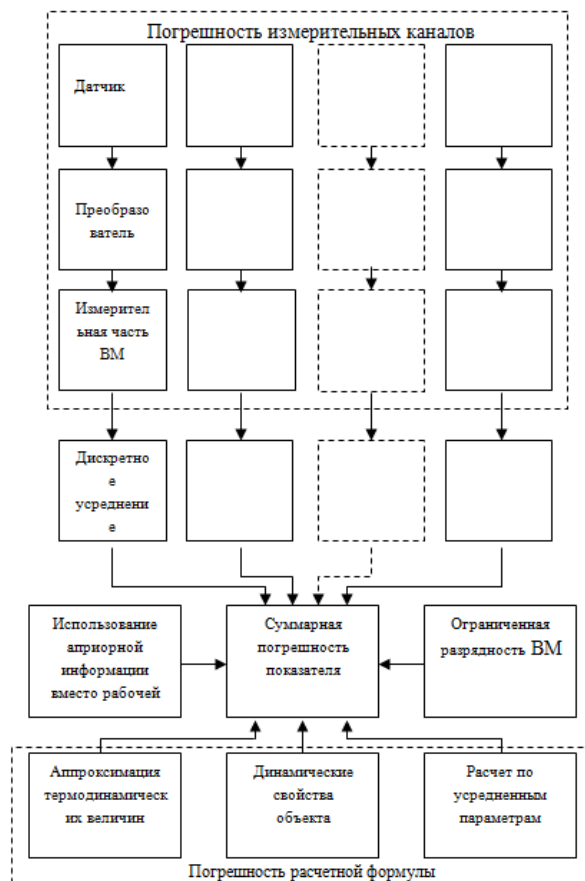 Погрешность измерительных каналов
Датчик
Преобразо
ватель
Измерител
ьная часть
ВМ
Дискретно
е
усреднени
е
Использование
априорной
информации
вместо рабочей
Суммарная
погрешность
показателя
Ограниченная
разрядность ВМ
Аппроксимация
термодинамическ
их величин
Динамические
свойства
объекта
Расчет по
усредненным
параметрам
Погрешность расчетной формулы